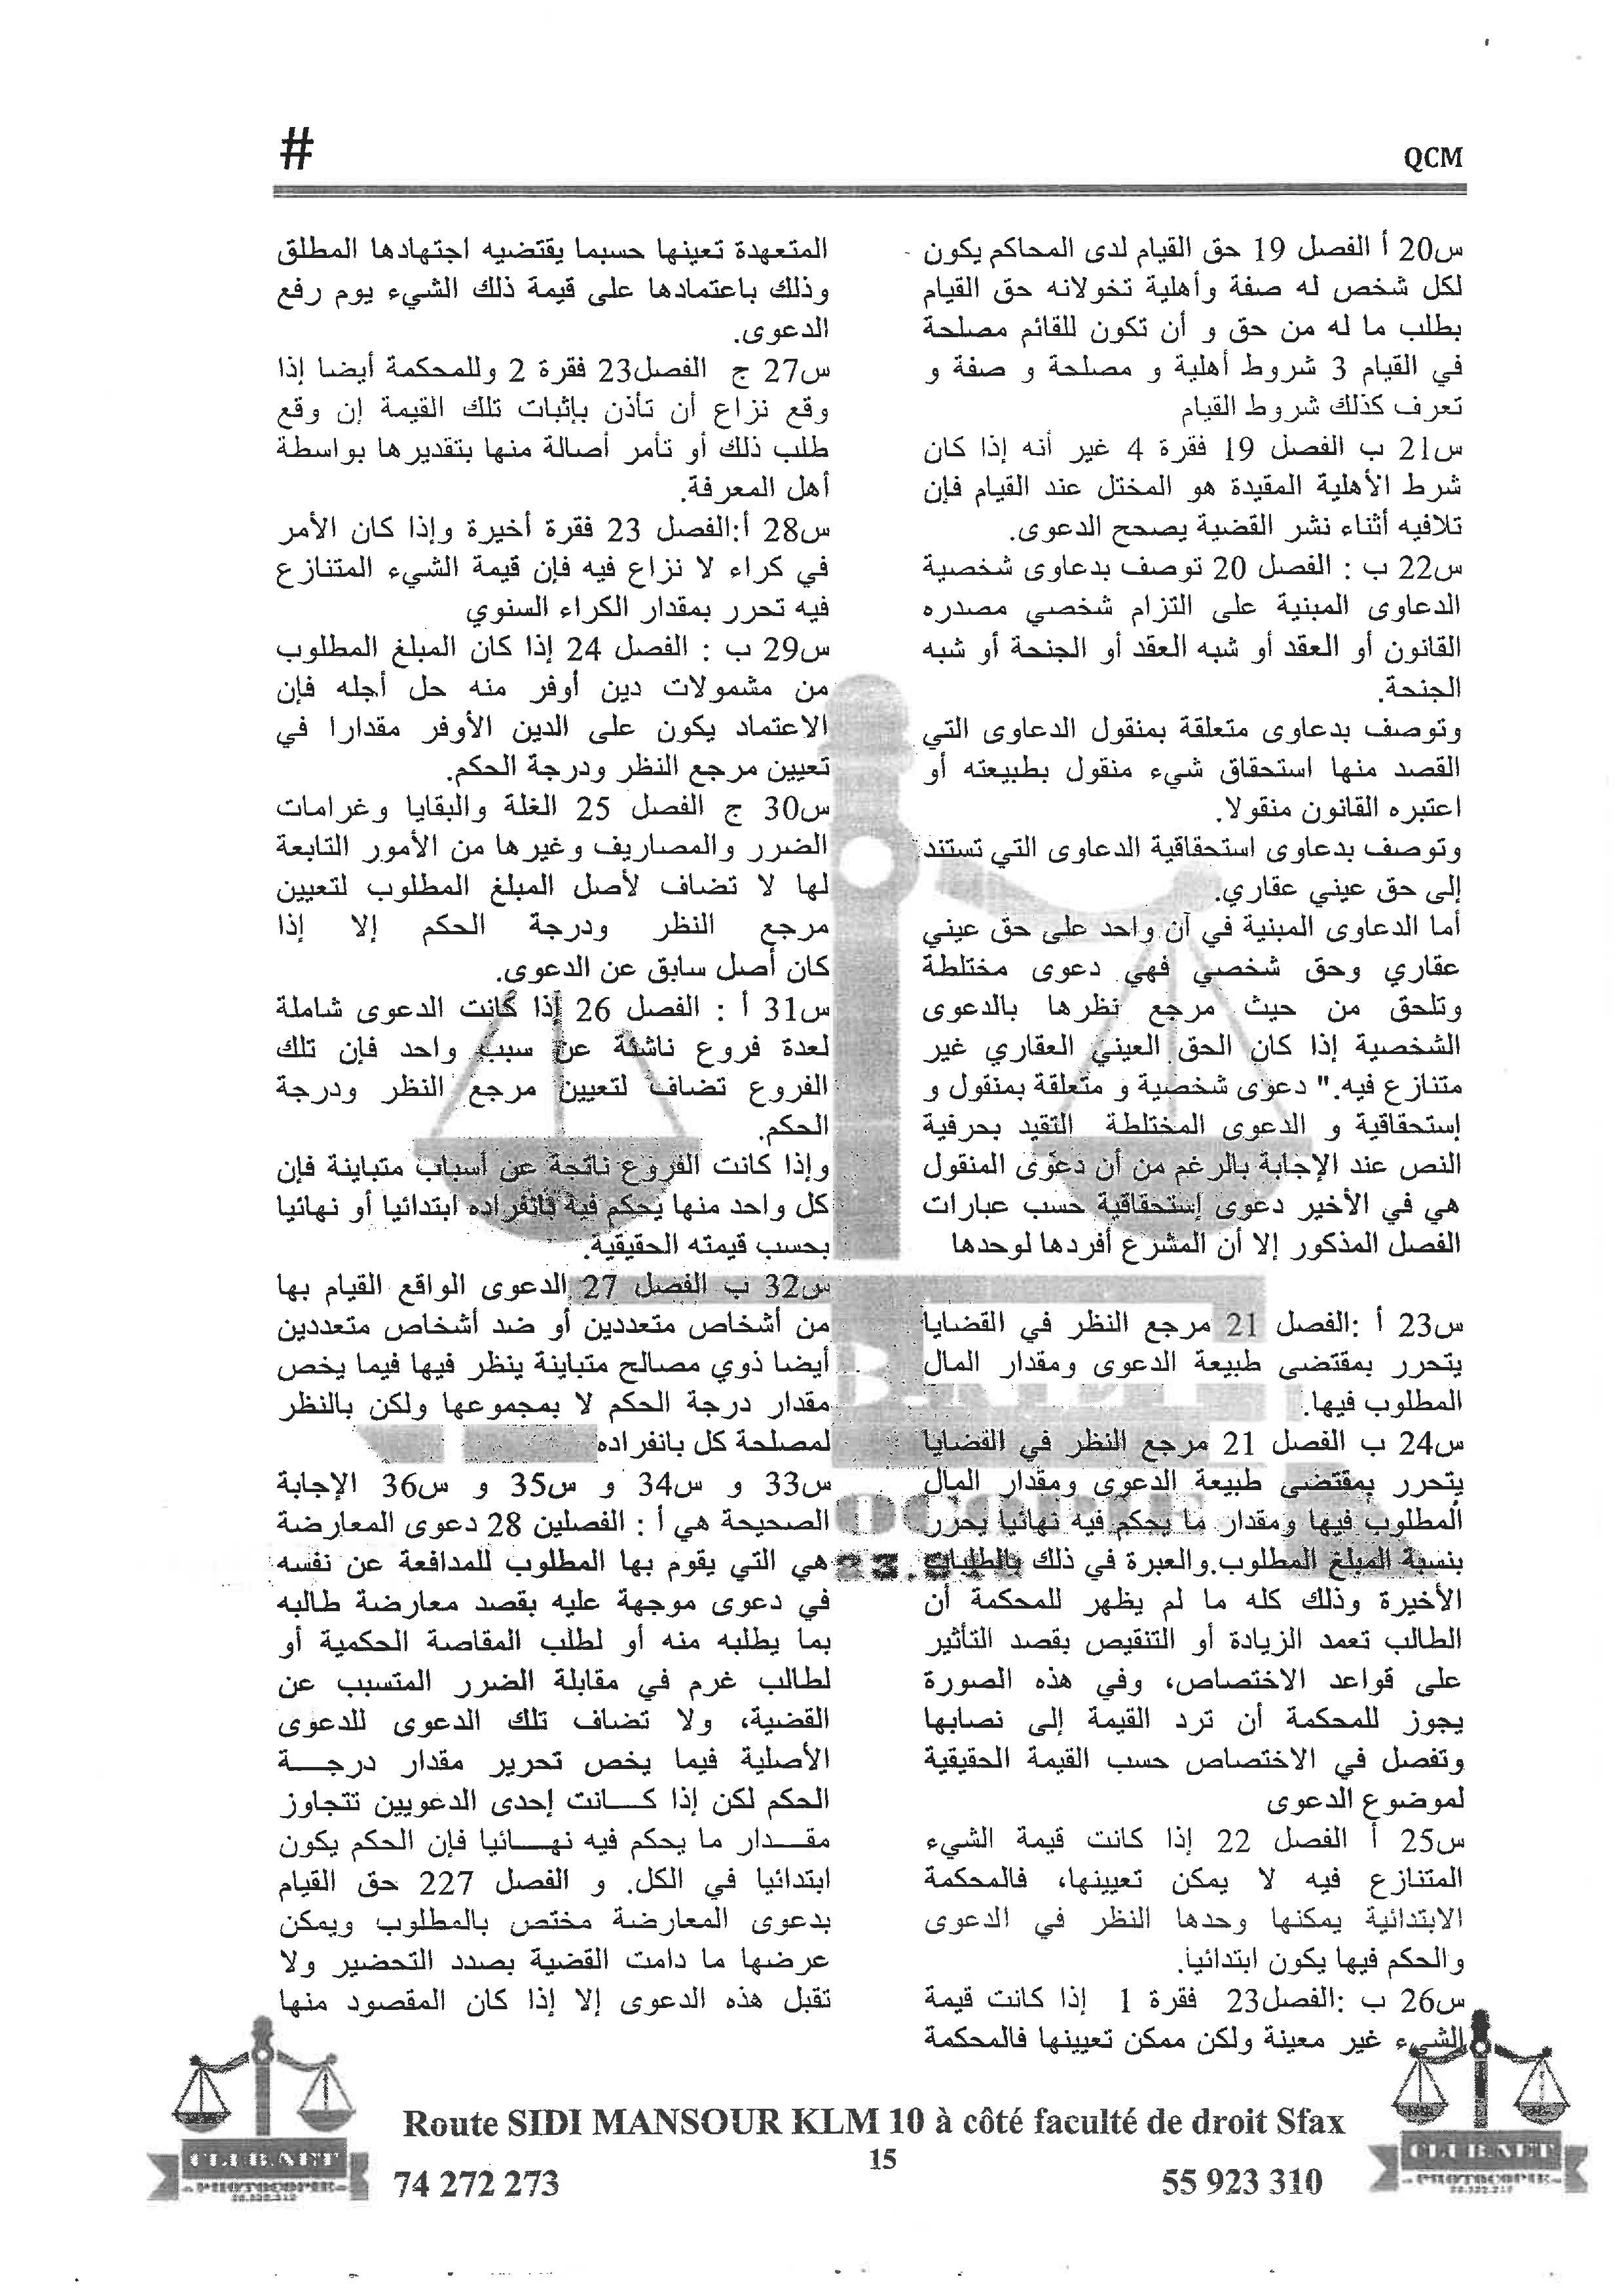 #
QCM
س20 أ الفصل 19 حق القيام لدى المحاكم يكون
لكل شخص له صفة وأهلية تخولانه حق القيام
بطلب ما له من حق و أن تكون للقائم مصلحة
في القيام 3 شروط أهلية و مصلحة و صفة و
تعرف كذلك شروط القيام
س21 ب الفصل 19 فقرة 4 غير أنه إذا كان
شرط الأهلية المقيدة هو المختل عند القيام فإن
تلافيه أثناء نشر القضية يصحح الدعوى.
س22 ب : الفصل 20 توصف بدعاوى شخصية
الدعاوى المبنية على التزام شخصي مصدره
القانون أو العقد أو شبه العقد أو الجنحة أو شبه
الجنحة.
وتوصف بدعاوى متعلقة بمنقول الدعاوى التي
القصد منها استحقاق شيء منقول بطبيعته أو
اعتبره القانون منقولا.
وتوصف بدعاوى استحقاقية الدعاوى التي تستند
إلى حق عيني عقاري.
أما الدعاوى المبنية في آن واحد على حق عيني
عقاري وحق شخصي فهي دعوى مختلطة
وتلحق من حيث مرجع نظرها بالدعوى
الشخصية إذا كان الحق العيني العقاري غير
متنازع فيه." دعوى شخصية و متعلقة بمنقول و
إستحقاقية و الدعوى المختلطة التقيد بحرفية
النص عند الإجابة بالرغم من أن دعوى المنقول
هي في الأخير دعوى إستحقاقية حسب عبارات
الفصل المذكور إلا أن المشرع أفردها لوحدها
س23 أ :الفصل 21 مرجع النظر في القضايا
يتحرر بمقتضى طبيعة الدعوى ومقدار المال
المطلوب فيها.
س24 ب الفصل 21 مرجع النظر في القضايا
يتحرر بمقتضى طبيعة الدعوى ومقدار المال
المطلوب فيها ومقدار ما يحكم فيه نهائيا يحرر
بنسبة المبلغ المطلوب.والعبرة في ذلك بالطلبات
الأخيرة وذلك كله ما لم يظهر للمحكمة أن
الطالب تعمد الزيادة أو التنقيص بقصد التأثير
على قواعد الاختصاص، وفي هذه الصورة
يجوز للمحكمة أن ترد القيمة إلى نصابها
وتفصل في الاختصاص حسب القيمة الحقيقية
لموضوع الدعوى
س25 أ الفصل 22 إذا كانت قيمة الشيء
المتنازع فيه لا يمكن تعيينها، فالمحكمة
الابتدائية يمكنها وحدها النظر في الدعوى
والحكم فيها يكون ابتدائيا.
س26 ب :الفصل23 فقرة 1 إذا كانت قيمة
الشيء غير معينة ولكن ممكن تعيينها فالمحكمة
المتعهدة تعينها حسبما يقتضيه اجتهادها المطلق
وذلك باعتمادها على قيمة ذلك الشيء يوم رفع
الدعوى.
س27 ج الفصل23 فقرة 2 وللمحكمة أيضا إذا
وقع نزاع أن تأذن بإثبات تلك القيمة إن وقع
طلب ذلك أو تأمر أصالة منها بتقديرها بواسطة
أهل المعرفة.
س28 أ:الفصل 23 فقرة أخيرة وإذا كان الأمر
في كراء لا نزاع فيه فإن قيمة الشيء المتنازع
فيه تحرر بمقدار الكراء السنوي
س29 ب : الفصل 24 إذا كان المبلغ المطلوب
من مشمولات دين أوفر منه حل أجله فإن
الاعتماد يكون على الدين الأوفر مقدارا في
تعيين مرجع النظر ودرجة الحكم.
س30 ج الفصل 25 الغلة والبقايا وغرامات
الضرر والمصاريف وغيرها من الأمور التابعة
لها لا تضاف لأصل المبلغ المطلوب لتعيين
مرجع النظر ودرجة الحكم إلا إذا
كان أصل سابق عن الدعوى.
س31 أ : الفصل 26 إذا كانت الدعوى شاملة
لعدة فروع ناشئة عن سبب واحد فإن تلك
الفروع تضاف لتعيين مرجع النظر ودرجة
الحكم.
وإذا كانت الفروع ناتجة عن أسباب متباينة فإن
كل واحد منها يحكم فيه بانفراده ابتدائيا أو نهائيا
بحسب قيمته الحقيقية.
س32 ب الفصل 27 الدعوى الواقع القيام بها
من أشخاص متعددين أو ضد أشخاص متعددين
أيضا ذوي مصالح متباينة ينظر فيها فيما يخص
مقدار درجة الحكم لا بمجموعها ولكن بالنظر
لمصلحة كل بانفراده
س33 و س34 و س35 و س36 الإجابة
الصحيحة هي أ : الفصلين 28 دعوى المعارضة
هي التي يقوم بها المطلوب للمدافعة عن نفسه
في دعوى موجهة عليه بقصد معارضة طالبه
بما يطلبه منه أو لطلب المقاصة الحكمية أو
لطالب غرم في مقابلة الضرر المتسبب عن
القضية، ولا تضاف تلك الدعوى للدعوى
الأصلية فيما يخص تحرير مقدار درجـــة
الحكم لكن إذا كـــانت إحدى الدعويين تتجاوز
مقـــدار ما يحكم فيه نهـــائيا فإن الحكم يكون
ابتدائيا في الكل. و الفصل 227 حق القيام
بدعوى المعارضة مختص بالمطلوب ويمكن
عرضها ما دامت القضية بصدد التحضير ولا
تقبل هذه الدعوى إلا إذا كان المقصود منها
Route SIDI MANSOUR KLM 10 à côté faculté de droit Sfax
15
74 272 273
55 923 310
CLUB.NET
PHOTOCOPIE
CLUB.NET
PHOTOCOPIE